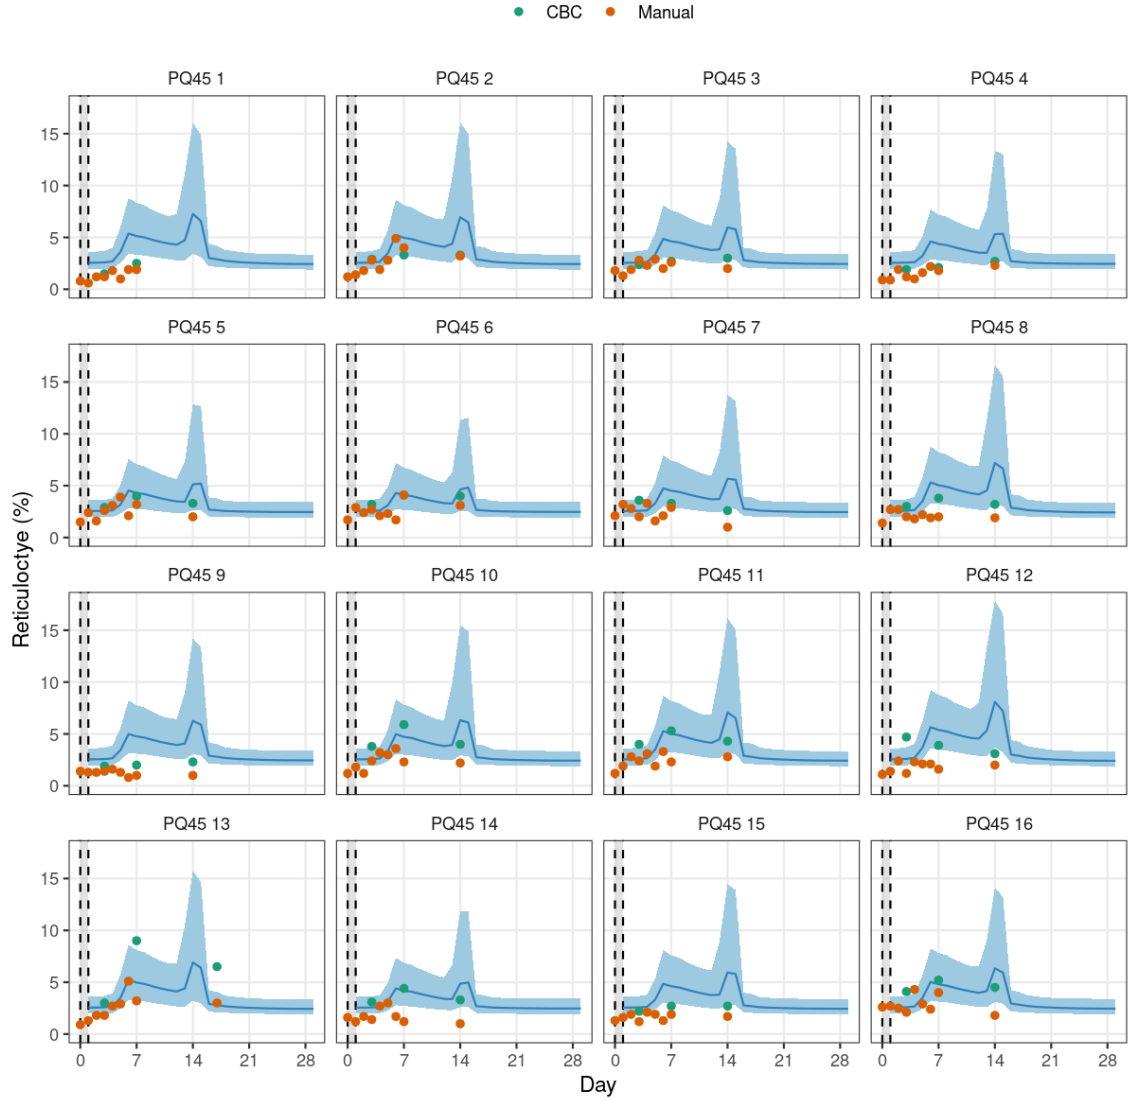 CBC Manual
PQ45 1 PQ45 2 PQ45 3 PQ45 4
15
10
5
0
PQ45 5 PQ45 6 PQ45 7 PQ45 8
15
10
5
0
Reticuloctye (%)
PQ45 9 PQ45 10 PQ45 11 PQ45 12
15
10
5
0
PQ45 13 PQ45 14 PQ45 15 PQ45 16
15
10
5
0
0 7 14 21 28 0 7 14 21 28 0 7 14 21 28 0 7 14 21 28
Day